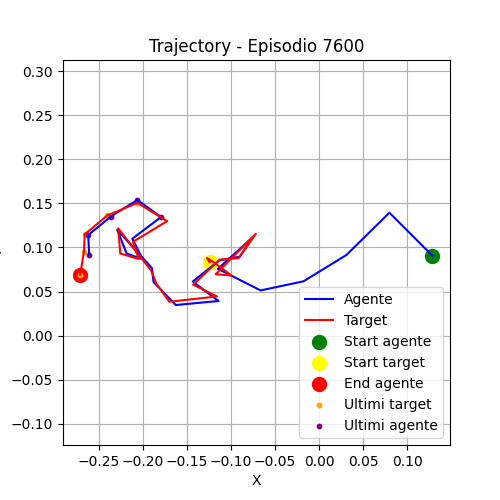 Trajectory - Episodio 7600
0.30
0.25
0.20
0.15
0.10
0.05
0.00
−0.05
−0.10
−0.25 −0.20 −0.15 −0.10 −0.05 0.00 0.05 0.10
X
Agente
Target
Start agente
Start target
End agente
Ultimi target
Ultimi agente